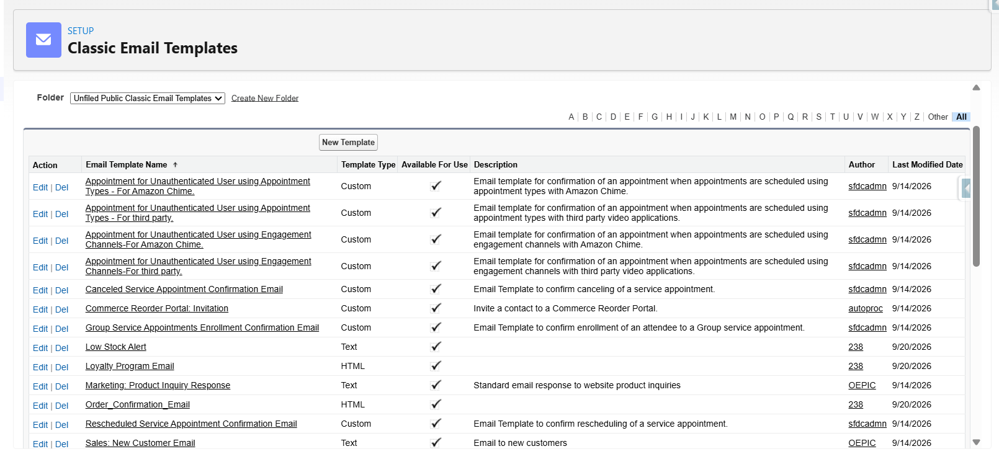 SETUP
Classic Email Templates
Folder Unfiled Public Classic Email Templates Create New Folder
A B C D E F G H I J K L M N O P Q R S T U V W X Y Z Other All
New Template
Action Email Template Name Template Type Available For Use Description Author Last Modified Date
Edit | Del Appointment for Unauthenticated User using Appointment Types - For Amazon Chime. Custom Email template for confirmation of an appointment when appointments are scheduled using appointment types with Amazon Chime. sfdcadmn 9/14/2026
Edit | Del Appointment for Unauthenticated User using Appointment Types - For third party. Custom Email template for confirmation of an appointment when appointments are scheduled using appointment types with third party video applications. sfdcadmn 9/14/2026
Edit | Del Appointment for Unauthenticated User using Engagement Channels-For Amazon Chime. Custom Email template for confirmation of an appointment when appointments are scheduled using engagement channels with Amazon Chime. sfdcadmn 9/14/2026
Edit | Del Appointment for Unauthenticated User using Engagement Channels-For third party. Custom Email template for confirmation of an appointment when appointments are scheduled using engagement channels with third party video applications. sfdcadmn 9/14/2026
Edit | Del Canceled Service Appointment Confirmation Email Custom Email Template to confirm canceling of a service appointment. sfdcadmn 9/14/2026
Edit | Del Commerce Reorder Portal: Invitation Custom Invite a contact to a Commerce Reorder Portal. autoproc 9/14/2026
Edit | Del Group Service Appointments Enrollment Confirmation Email Custom Email Template to confirm enrollment of an attendee to a Group service appointment. sfdcadmn 9/14/2026
Edit | Del Low Stock Alert Text 238 9/20/2026
Edit | Del Loyalty Program Email HTML 238 9/20/2026
Edit | Del Marketing: Product Inquiry Response Text Standard email response to website product inquiries OEPIC 9/14/2026
Edit | Del Order_Confirmation_Email HTML 238 9/20/2026
Edit | Del Rescheduled Service Appointment Confirmation Email Custom Email Template to confirm rescheduling of a service appointment. sfdcadmn 9/14/2026
Edit | Del Sales: New Customer Email Text Email to new customers OEPIC 9/14/2026